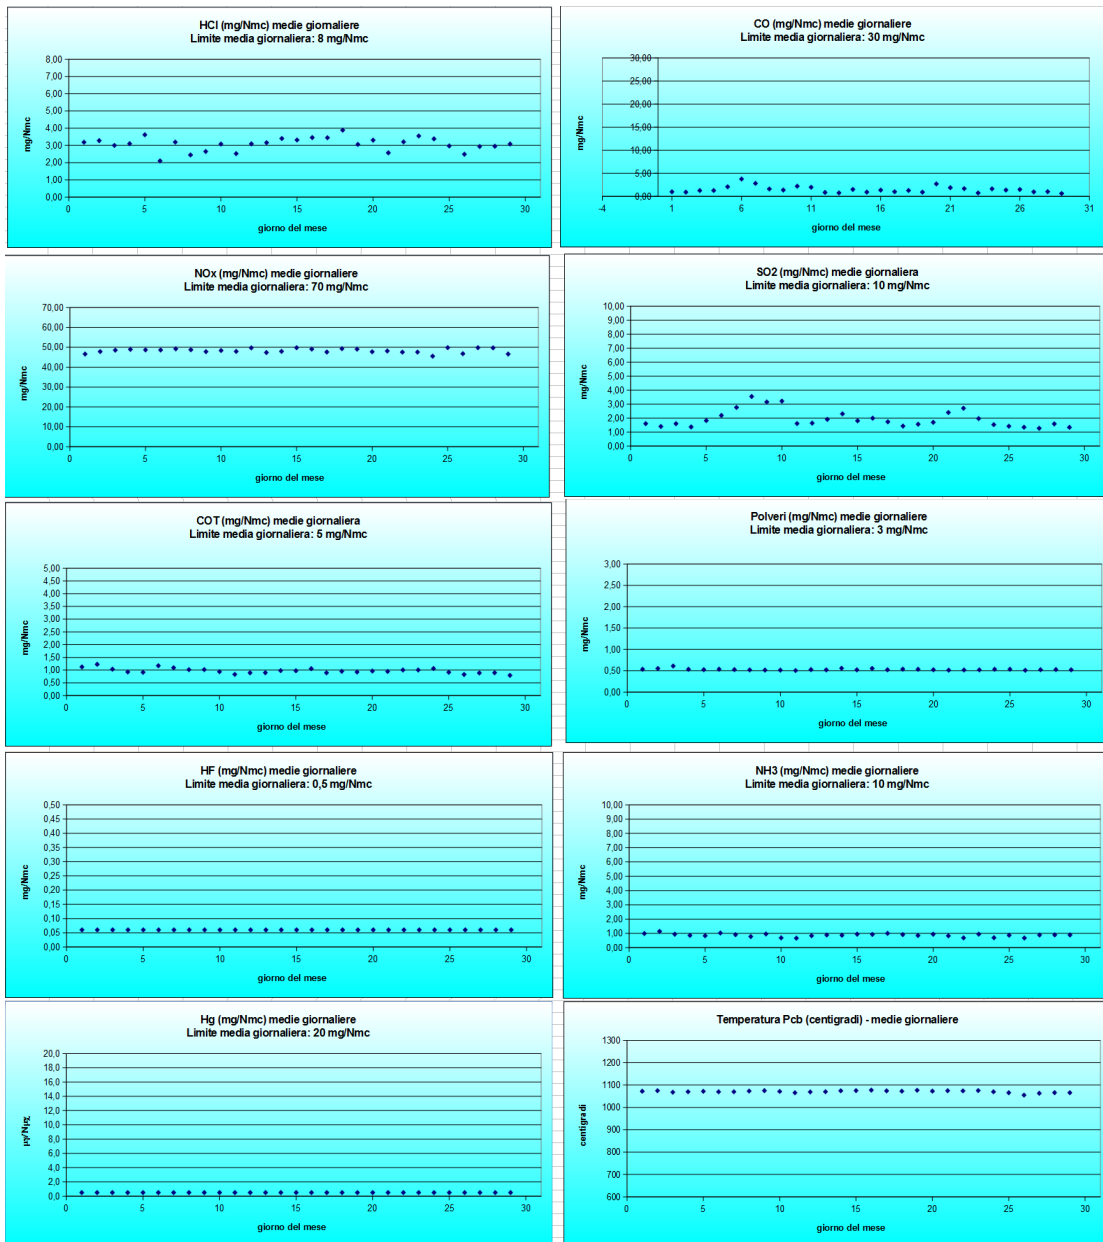 HCl (mg/Nmc) medie giornaliere
Limite media giornaliera: 8 mg/Nmc
8,00
7,00
6,00
5,00
4,00
3,00
2,00
1,00
0,00
mg/Nmc
0 5 10 15 20 25 30
giorno del mese
CO (mg/Nmc) medie giornaliere
Limite media giornaliera: 30 mg/Nmc
30,00
25,00
20,00
15,00
10,00
5,00
0,00
mg/Nmc
-4 1 6 11 16 21 26 31
giorno del mese
NOx (mg/Nmc) medie giornaliere
Limite media giornaliera: 70 mg/Nmc
70,00
60,00
50,00
40,00
30,00
20,00
10,00
00,00
mg/Nmc
0 5 10 15 20 25 30
giorno del mese
SO2 (mg/Nmc) medie giornaliera
Limite media giornaliera: 10 mg/Nmc
10,00
9,00
8,00
7,00
6,00
5,00
4,00
3,00
2,00
1,00
0,00
mg/Nmc
0 5 10 15 20 25 30
giorno del mese
COT (mg/Nmc) medie giornaliera
Limite media giornaliera: 5 mg/Nmc
5,00
4,50
4,00
3,50
3,00
2,50
2,00
1,50
1,00
0,50
0,00
mg/Nmc
0 5 10 15 20 25 30
giorno del mese
Polveri (mg/Nmc) medie giornaliere
Limite media giornaliera: 3 mg/Nmc
3,00
2,50
2,00
1,50
1,00
0,50
0,00
mg/Nmc
0 5 10 15 20 25 30
giorno del mese
HF (mg/Nmc) medie giornaliere
Limite media giornaliera: 0,5 mg/Nmc
0,50
0,45
0,40
0,35
0,30
0,25
0,20
0,15
0,10
0,05
0,00
mg/Nmc
0 5 10 15 20 25 30
giorno del mese
NH3 (mg/Nmc) medie giornaliere
Limite media giornaliera: 10 mg/Nmc
10,00
9,00
8,00
7,00
6,00
5,00
4,00
3,00
2,00
1,00
0,00
mg/Nmc
0 5 10 15 20 25 30
giorno del mese
Hg (mg/Nmc) medie giornaliere
Limite media giornaliera: 20 mg/Nmc
20,0
18,0
16,0
14,0
12,0
10,0
8,0
6,0
4,0
2,0
0,0
μγ/Νμχ
0 5 10 15 20 25 30
giorno del mese
Temperatura Pcb (centigradi) - medie giornaliere
1300
1200
1100
1000
900
800
700
600
centigradi
0 5 10 15 20 25 30
giorno del mese